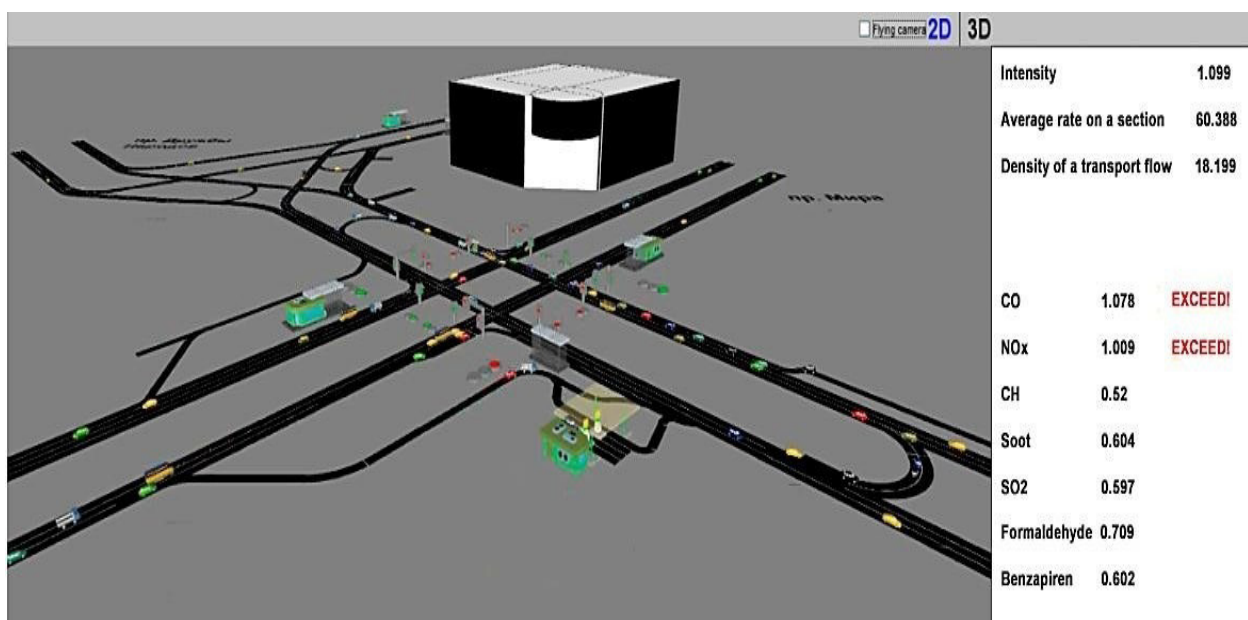 Flying camera 2D 3D
Intensity 1.099
Average rate on a section 60.388
Density of a transport flow 18.199
CO 1.078 EXCEED!
NOx 1.009 EXCEED!
CH 0.52
Soot 0.604
SO2 0.597
Formaldehyde 0.709
Benzapiren 0.602
пр. Мира